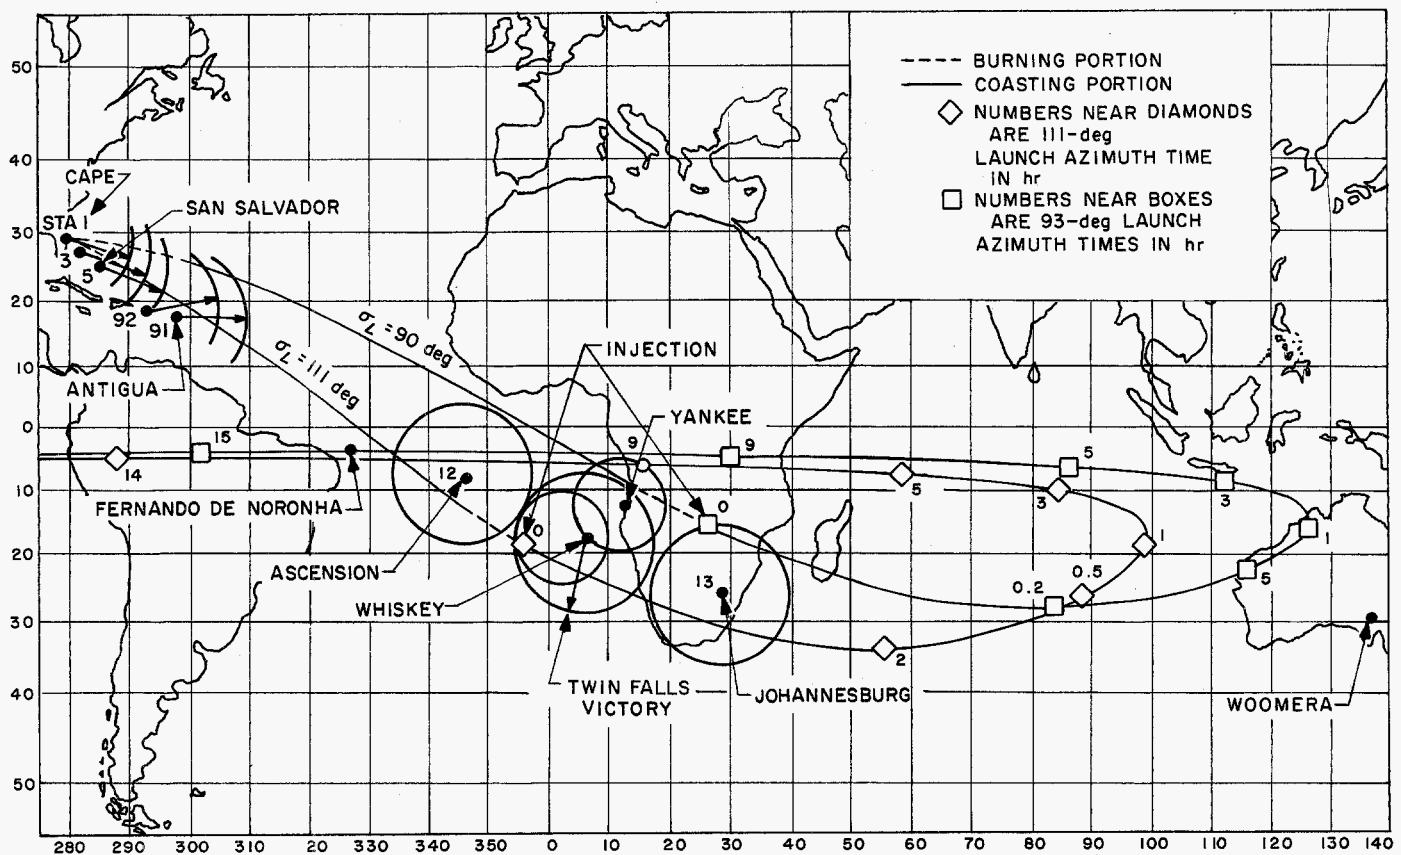 BURNING PORTION
COASTING PORTION
NUMBERS NEAR DIAMONDS
ARE 111-deg
LAUNCH AZIMUTH TIME
IN hr
NUMBERS NEAR BOXES
ARE 93-deg LAUNCH
AZIMUTH TIMES IN hr
50
40
30
20
10
0
10
20
30
40
50
CAPE
SAN SALVADOR
STA 1
3
5
92
91
ANTIGUA
σL = 90 deg
σL = 111 deg
INJECTION
YANKEE
15
14
FERNANDO DE NORONHA
12
ASCENSION
WHISKEY
9
9
0
0
13
5
5
3
3
1
1
0.5
0.2
5
2
TWIN FALLS
VICTORY
JOHANNESBURG
WOOMERA
280 290 300 310 320 330 340 350 0 10 20 30 40 50 60 70 80 90 100 110 120 130 140